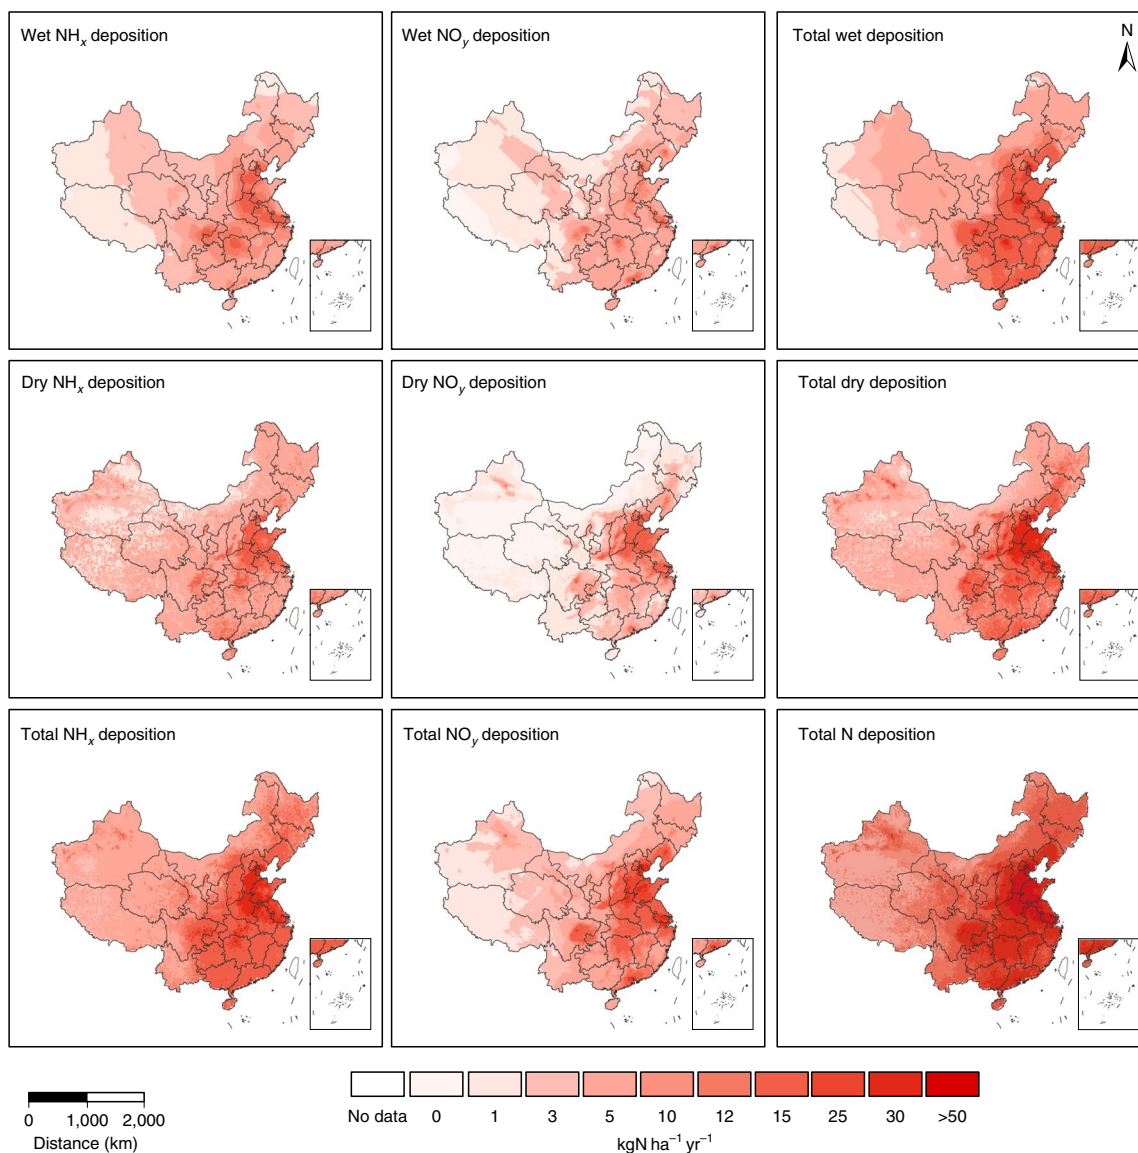 Wet NHx deposition
Wet NOy deposition
Total wet deposition
N
Dry NHx deposition
Dry NOy deposition
Total dry deposition
Total NHx deposition
Total NOy deposition
Total N deposition
No data 0 1 3 5 10 12 15 25 30 >50
kgN ha⁻¹ yr⁻¹
0 1,000 2,000
Distance (km)